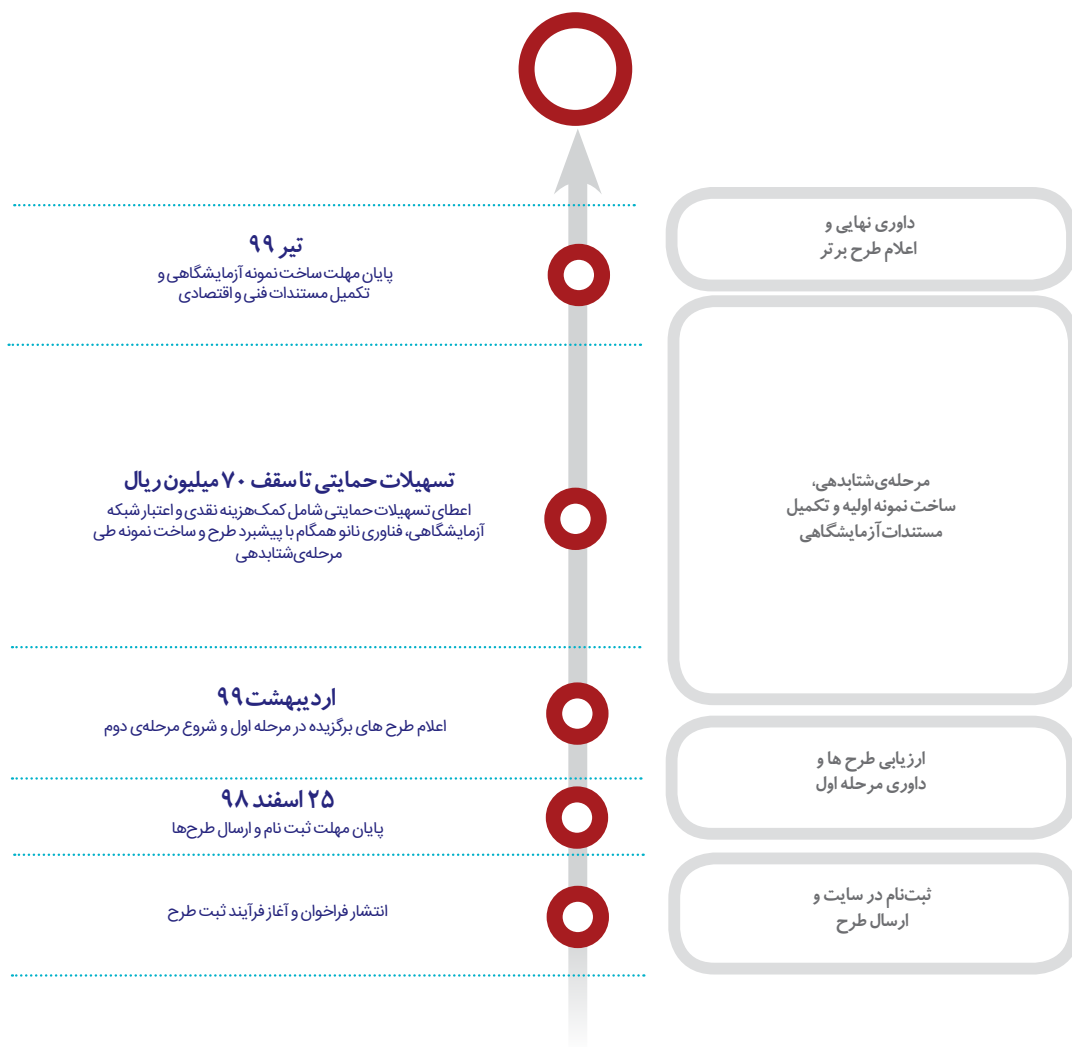 داوری نهایی و
اعلام طرح برتر
تیر ۹۹
پایان مهلت ساخت نمونه آزمایشگاهی و
تکمیل مستندات فنی و اقتصادی
مرحله‌ی شتابدهی،
ساخت نمونه اولیه و تکمیل
مستندات آزمایشگاهی
تسهیلات حمایتی تا سقف ۷۰ میلیون ریال
اعطای تسهیلات حمایتی شامل کمک‌هزینه نقدی و اعتبار شبکه
آزمایشگاهی، فناوری نانو همگام با پیشبرد طرح و ساخت نمونه طی
مرحله‌ی شتابدهی
اردیبهشت ۹۹
اعلام طرح های برگزیده در مرحله اول و شروع مرحله‌ی دوم
ارزیابی طرح ها و
داوری مرحله اول
۲۵ اسفند ۹۸
پایان مهلت ثبت نام و ارسال طرح‌ها
ثبت‌نام در سایت و
ارسال طرح
انتشار فراخوان و آغاز فرآیند ثبت طرح